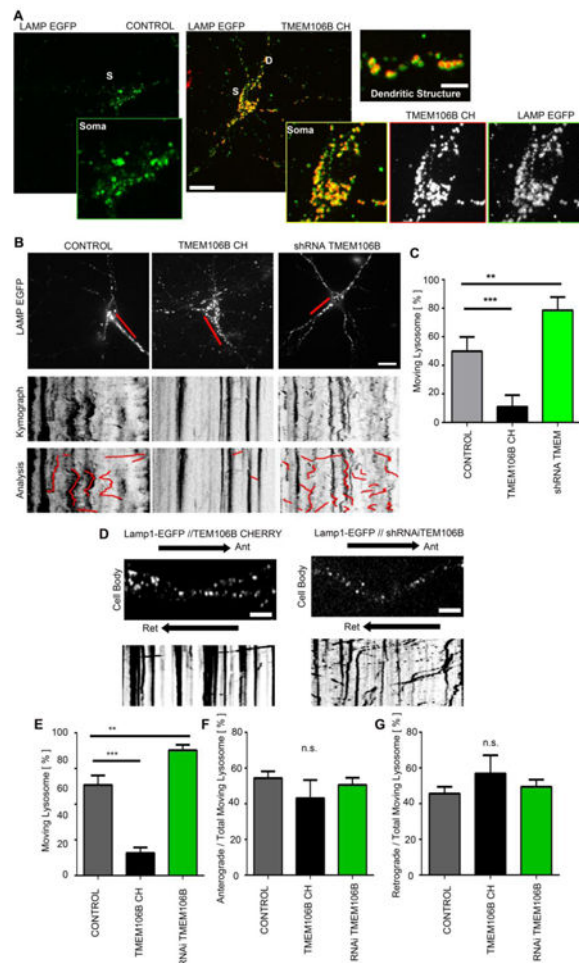 A
LAMP EGFP CONTROL LAMP EGFP TMEM106B CH
S
S D
Dendritic Structure
Soma
TMEM106B CH LAMP EGFP
Soma
B
CONTROL TMEM106B CH shRNA TMEM106B
LAMP EGFP
Kymograph
Analysis
C
Moving Lysosome [ % ]
100
80
60
40
20
0
**
***
CONTROL
TMEM106B CH
shRNA TMEM
D
Lamp1-EGFP //TEM106B CHERRY Lamp1-EGFP // shRNAiTEM106B
Ant Ant
Cell Body Cell Body
Ret Ret
E
Moving Lysosome [ % ]
100
80
60
40
20
0
**
***
CONTROL
TMEM106B CH
RNAi TMEM106B
F
Anterograde / Total Moving Lysosome [ % ]
100
80
60
40
20
0
n.s.
CONTROL
TMEM106B CH
RNAi TMEM106B
G
Retrograde / Total Moving Lysosome [ % ]
100
80
60
40
20
0
n.s.
CONTROL
TMEM106B CH
RNAi TMEM106B